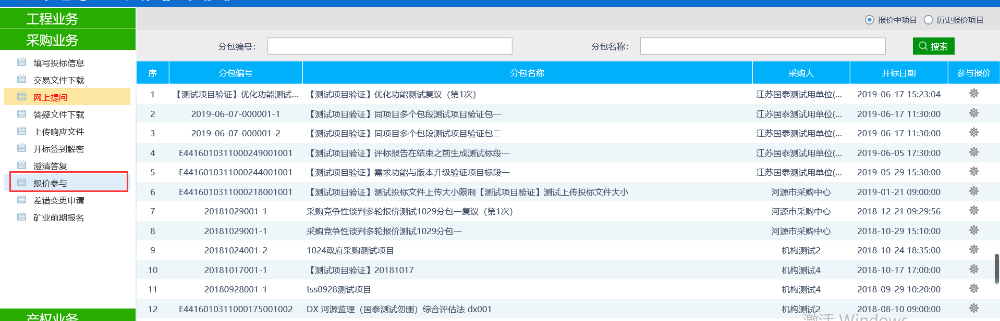 工程业务
采购业务
填写投标信息
交易文件下载
网上提问
答疑文件下载
上传响应文件
开标签到解密
澄清答复
报价参与
差错变更申请
矿业前期报名
产权业务
报价中项目 历史报价项目
分包编号： 分包名称： 搜索
序 分包编号 分包名称 采购人 开标日期 参与报价
1 【测试项目验证】优化功能测试... 【测试项目验证】优化功能测试复议（第1次） 江苏国泰测试用单位(... 2019-06-17 15:23:04
2 2019-06-07-000001-1 【测试项目验证】同项目多个包段测试项目验证包一 江苏国泰测试用单位(... 2019-06-17 11:30:00
3 2019-06-07-000001-2 【测试项目验证】同项目多个包段测试项目验证包二 江苏国泰测试用单位(... 2019-06-17 11:30:00
4 E4416010311000249001001 【测试项目验证】评标报告在结束之前生成测试标段一 江苏国泰测试用单位(... 2019-06-05 17:30:00
5 E4416010311000244001001 【测试项目验证】需求功能与版本升级验证项目标段一 江苏国泰测试用单位(... 2019-05-29 15:30:00
6 E4416010311000218001001 【测试项目验证】测试投标文件上传大小限制【测试项目验证】测试上传投标文件大小 河源市采购中心 2019-01-21 09:00:00
7 20181029001-1 采购竞争性谈判多轮报价测试1029分包一复议（第1次） 河源市采购中心 2018-12-21 09:29:56
8 20181029001-1 采购竞争性谈判多轮报价测试1029分包一 河源市采购中心 2018-10-29 15:10:00
9 20181024001-2 1024政府采购测试项目 机构测试2 2018-10-24 18:35:00
10 20181017001-1 【测试项目验证】20181017 机构测试4 2018-10-17 17:00:00
11 20180928001-1 tss0928测试项目 机构测试4 2018-09-29 10:20:00
12 E4416010311000175001002 DX 河源监理（国泰测试勿删）综合评估法 dx001 机构测试2 2018-08-10 09:00:00
激活 Windows